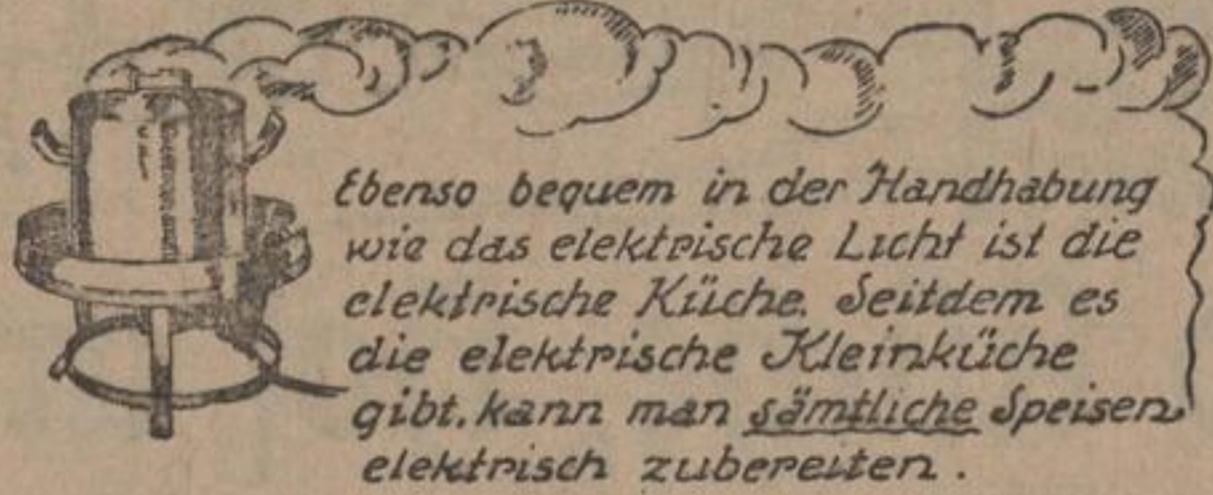 Ebenso bequem in der Handhabung
wie das elektrische Licht ist die
elektrische Küche. Seitdem es
die elektrische Kleinküche
gibt, kann man sämtliche Speisen
elektrisch zubereiten.